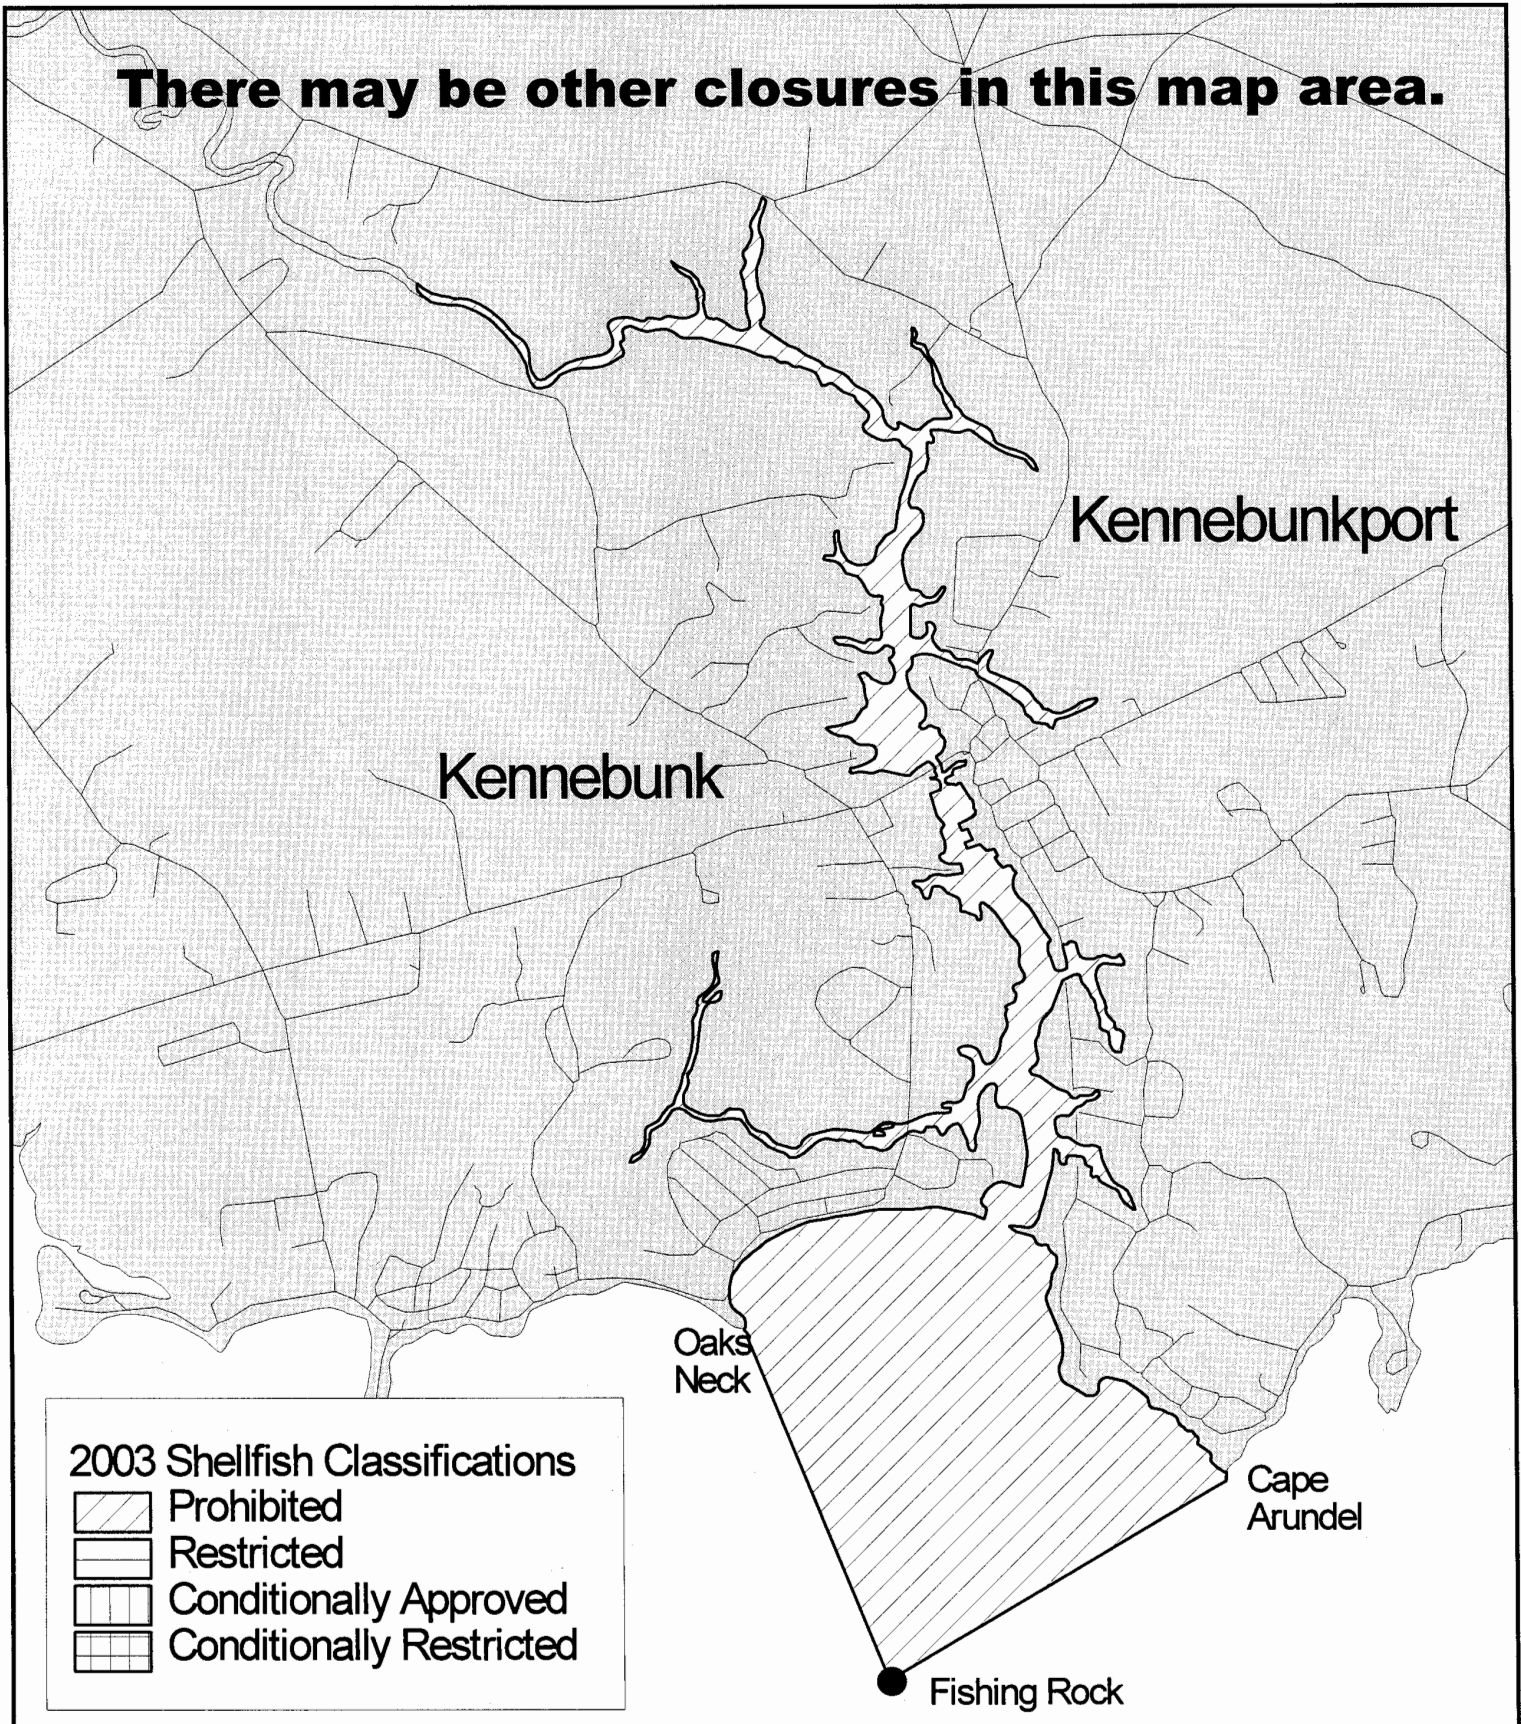 There may be other closures in this map area.
Kennebunkport
Kennebunk
Oaks
Neck
2003 Shellfish Classifications
Prohibited
Restricted
Conditionally Approved
Conditionally Restricted
Cape
Arundel
Fishing Rock